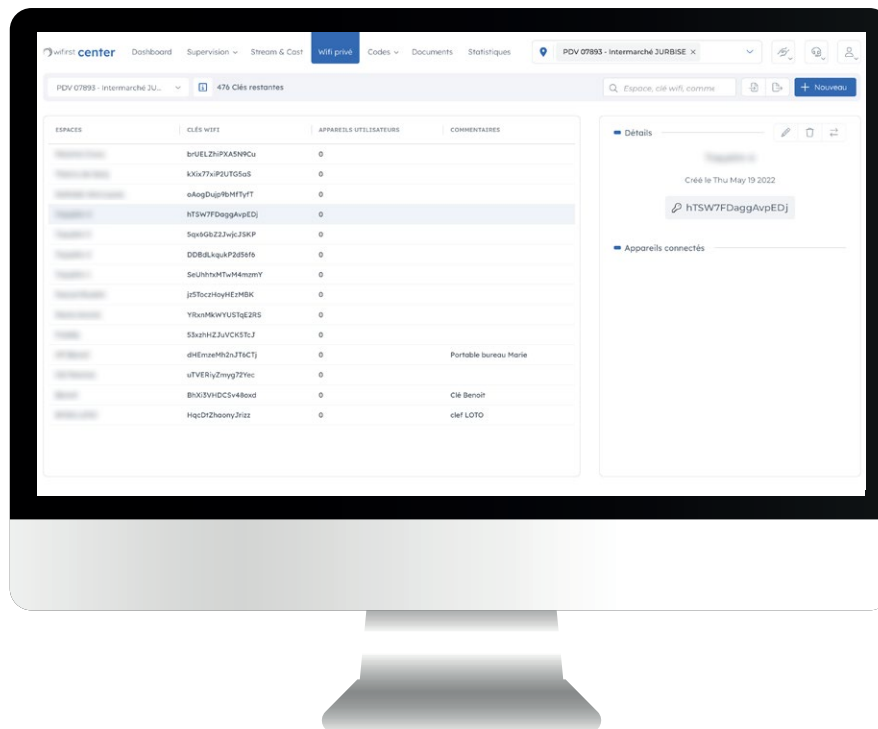 wifirst center Dashboard Supervision Stream & Cast Wifi privé Codes Documents Statistiques PDV 07893 - Intermarché JURBISE ×
PDV 07893 - Intermarché JU... 476 Clés restantes Espace, clé wifi, comme + Nouveau
ESPACES CLÉS WIFI APPAREILS UTILISATEURS COMMENTAIRES
brUELZhiPXA5N9Cu 0
kXix77xiP2UTG5aS 0
oAogDujp9bMfTyfT 0
hTSW7FDaggAvpEDj 0
5qx6GbZ2JwjcJSKP 0
DDBdLkqukP2d56f6 0
SeUhhtxMTwM4mzmY 0
jz5ToczHoyHEzMBK 0
YRxnMkWYUSTqE2RS 0
53xzhHZJuVCK5TcJ 0
dHEmzeMh2nJT6CTj 0 Portable bureau Marie
uTVERiyZmyg72Yec 0
BhXi3VHDCSv48oxd 0 Clé Benoit
HqcDtZhaonyJrizz 0 clef LOTO
Détails
Créé le Thu May 19 2022
hTSW7FDaggAvpEDj
Appareils connectés